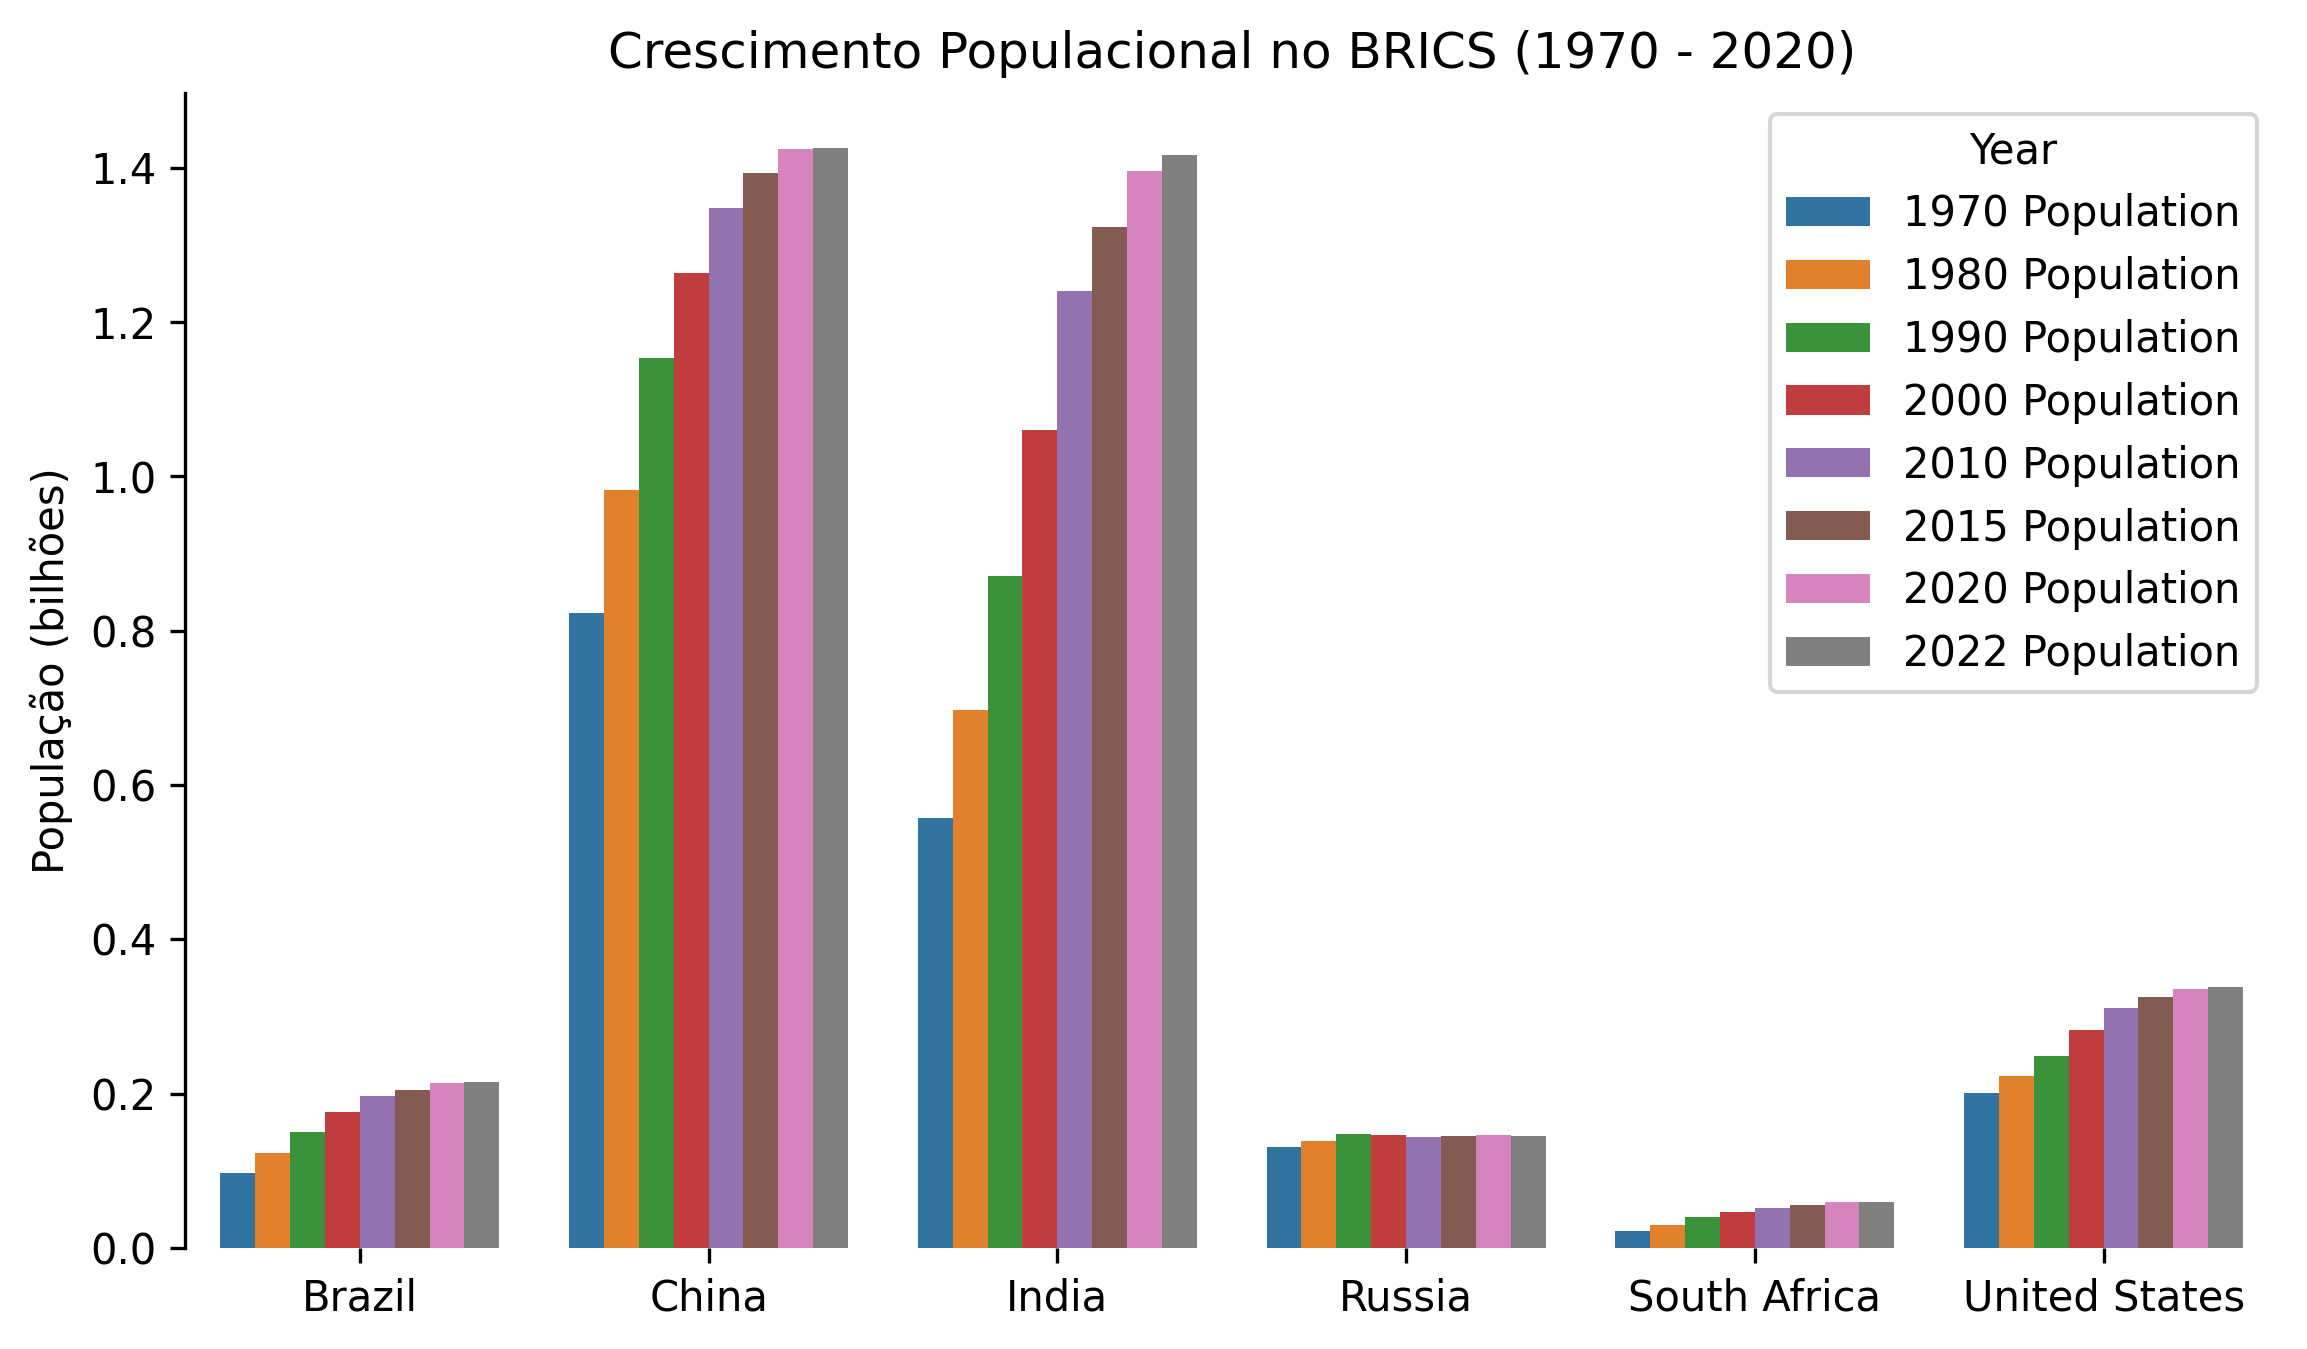 Crescimento Populacional no BRICS (1970 - 2020)
População (bilhões)
1.4
1.2
1.0
0.8
0.6
0.4
0.2
0.0
Year
1970 Population
1980 Population
1990 Population
2000 Population
2010 Population
2015 Population
2020 Population
2022 Population
Brazil
China
India
Russia
South Africa
United States